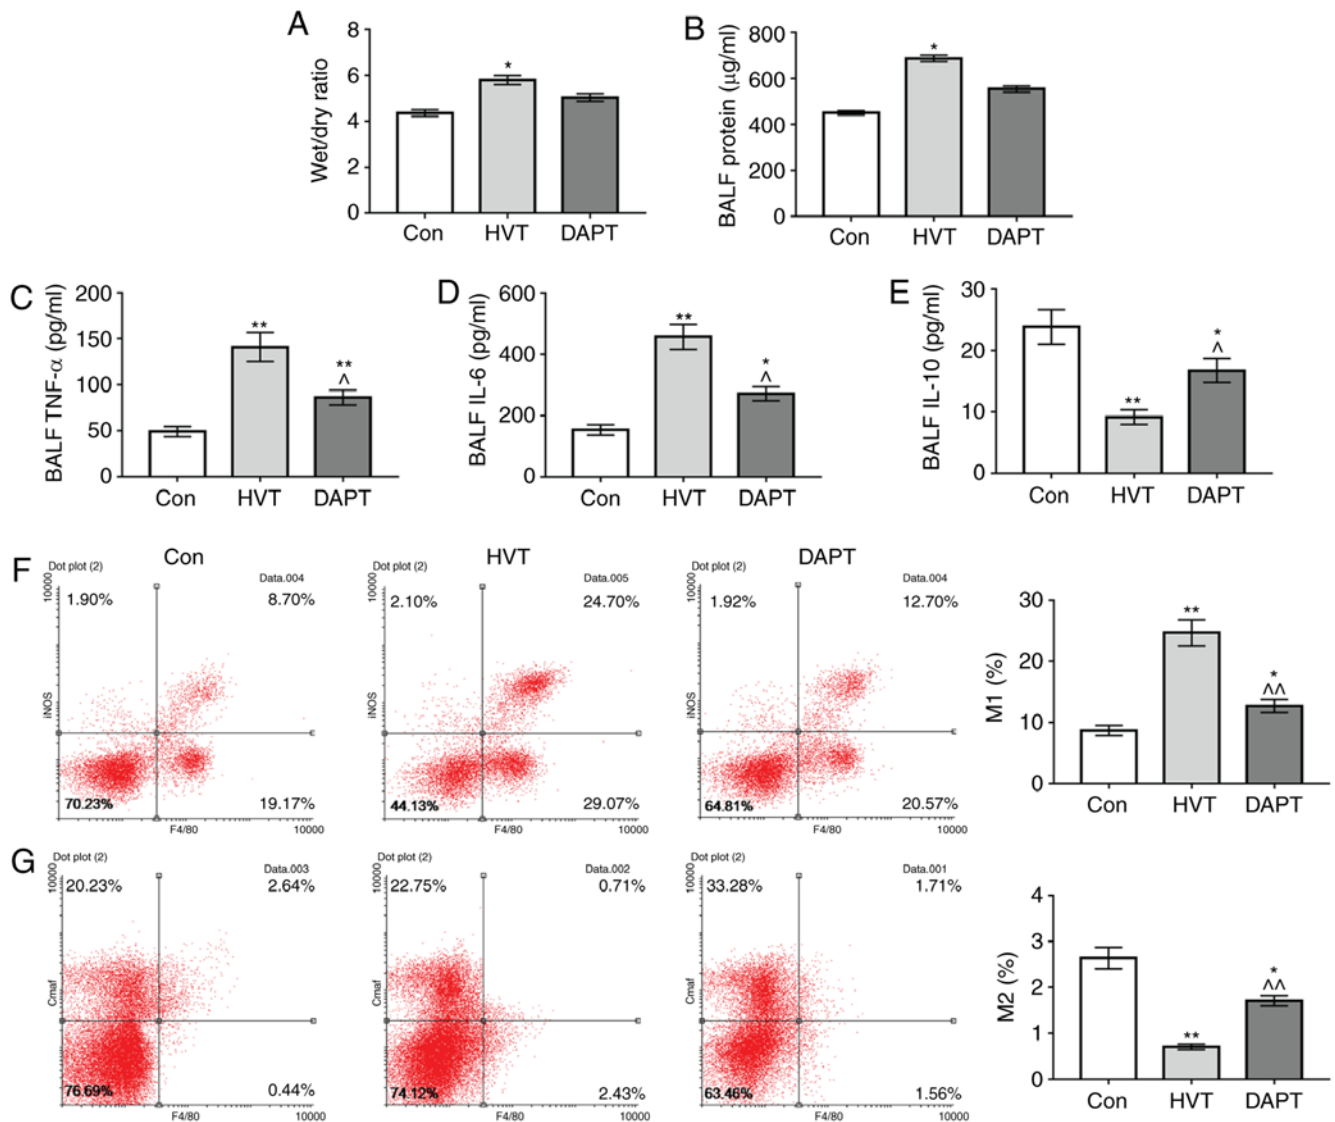 A
Wet/dry ratio
8
6
4
2
0
*
Con HVT DAPT
B
BALF protein (µg/ml)
800
600
400
200
0
*
Con HVT DAPT
C
BALF TNF-α (pg/ml)
200
150
100
50
0
**
**
^
Con HVT DAPT
D
BALF IL-6 (pg/ml)
600
400
200
0
**
*
^
Con HVT DAPT
E
BALF IL-10 (pg/ml)
30
20
10
0
**
*
^
Con HVT DAPT
F
Con
Dot plot (2) Data.004
10000
1.90% 8.70%
iNOS
70.23% 19.17%
F4/80 10000
HVT
Dot plot (2) Data.005
10000
2.10% 24.70%
iNOS
44.13% 29.07%
F4/80 10000
DAPT
Dot plot (2) Data.004
10000
1.92% 12.70%
iNOS
64.81% 20.57%
F4/80 10000
M1 (%)
30
20
10
0
**
*
^^
Con HVT DAPT
G
Dot plot (2) Data.003
10000
20.23% 2.64%
Cmaf
76.69% 0.44%
F4/80 10000
Dot plot (2) Data.002
10000
22.75% 0.71%
Cmaf
74.12% 2.43%
F4/80 10000
Dot plot (2) Data.001
10000
33.28% 1.71%
Cmaf
63.46% 1.56%
F4/80 10000
M2 (%)
4
3
2
1
0
**
*
^^
Con HVT DAPT